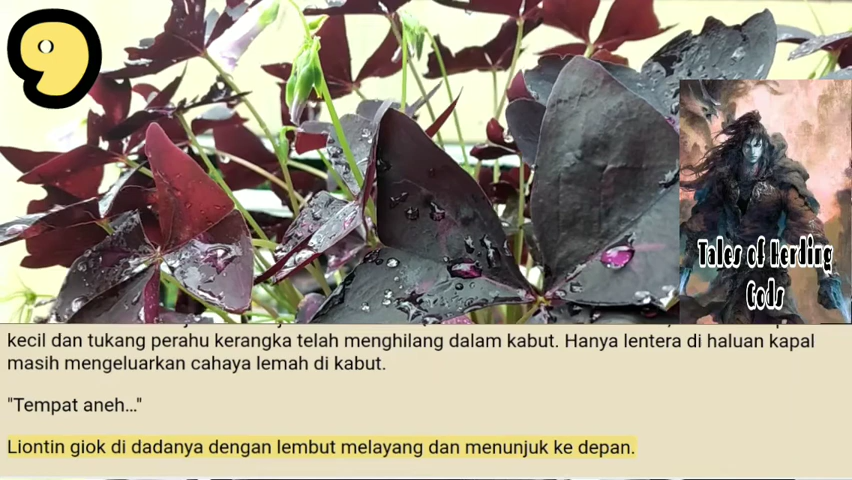 9
Tales of Herding
Gods
kecil dan tukang perahu kerangka telah menghilang dalam kabut. Hanya lentera di haluan kapal
masih mengeluarkan cahaya lemah di kabut.
"Tempat aneh…"
Liontin giok di dadanya dengan lembut melayang dan menunjuk ke depan.